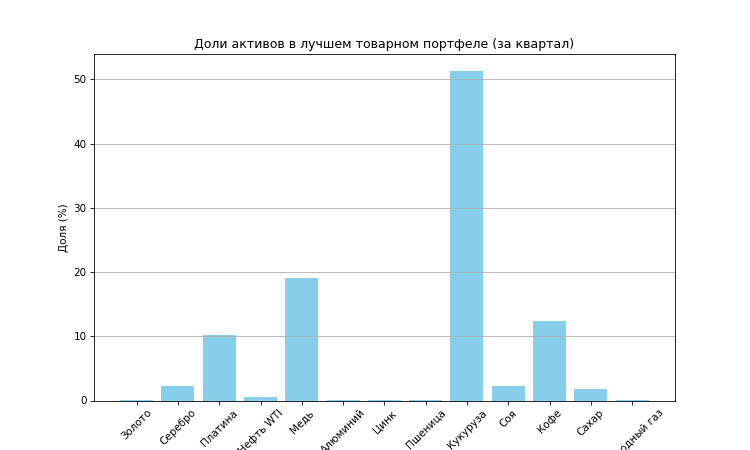 Доли активов в лучшем товарном портфеле (за квартал)
Доля (%)
50
40
30
20
10
0
Золото
Серебро
Платина
Нефть WTI
Медь
Алюминий
Цинк
Пшеница
Кукуруза
Соя
Кофе
Сахар
газ